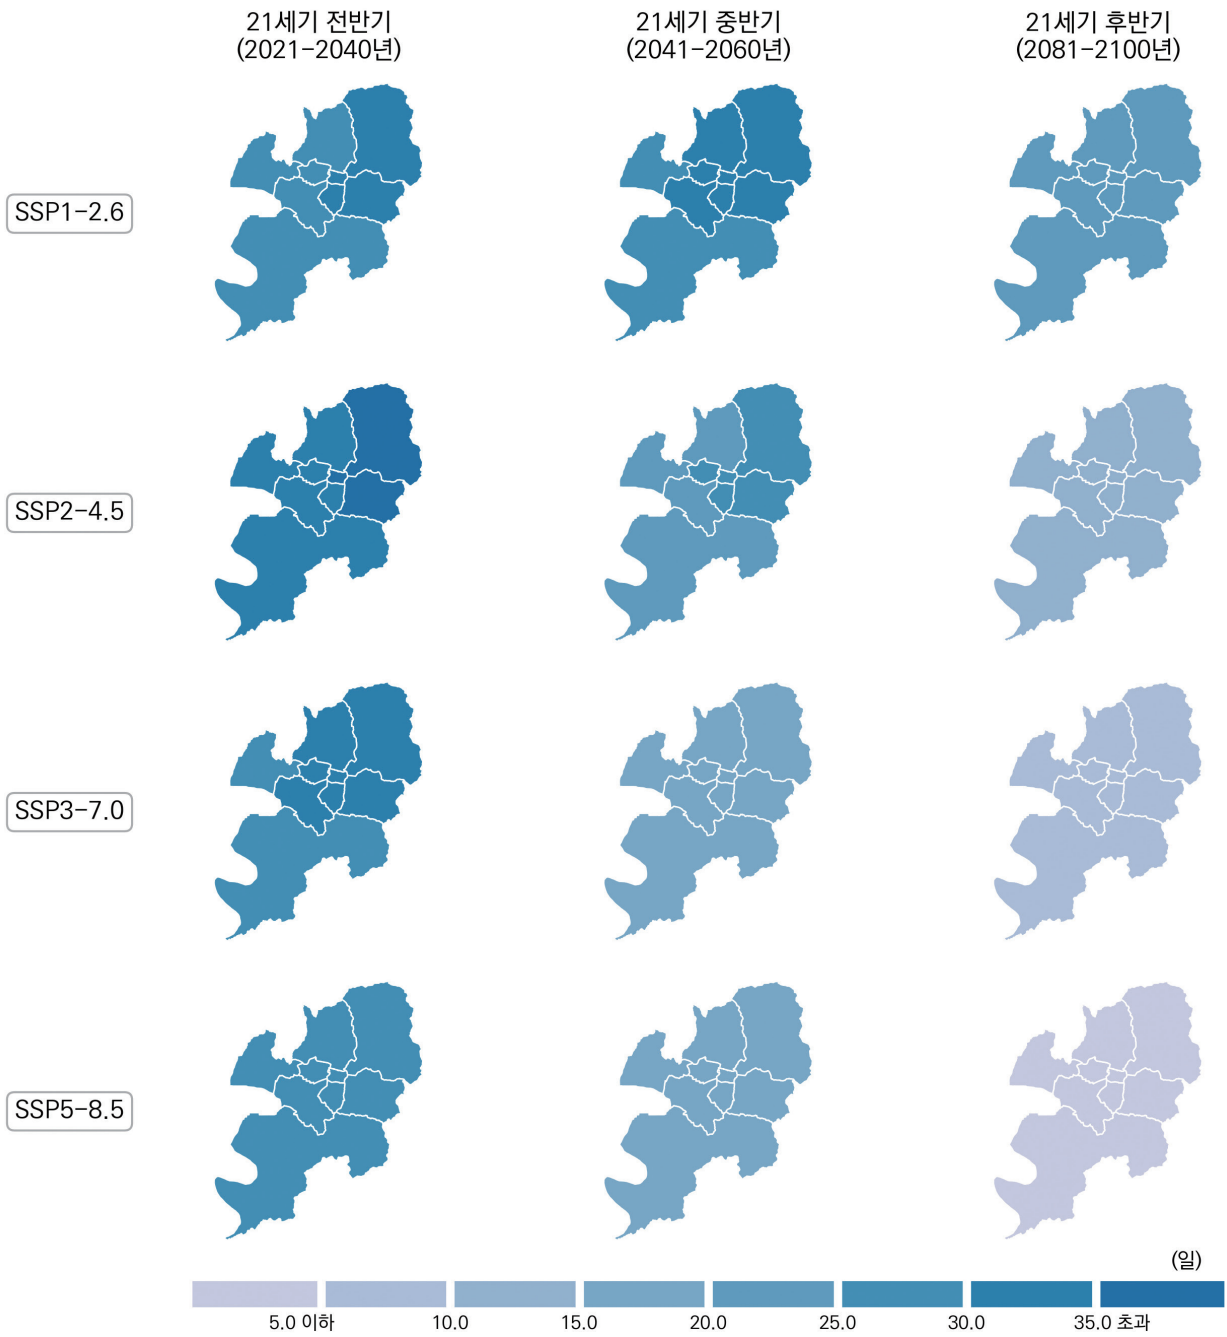 21세기 전반기
(2021-2040년)
21세기 중반기
(2041-2060년)
21세기 후반기
(2081-2100년)
SSP1-2.6
SSP2-4.5
SSP3-7.0
SSP5-8.5
(일)
5.0 이하 10.0 15.0 20.0 25.0 30.0 35.0 초과